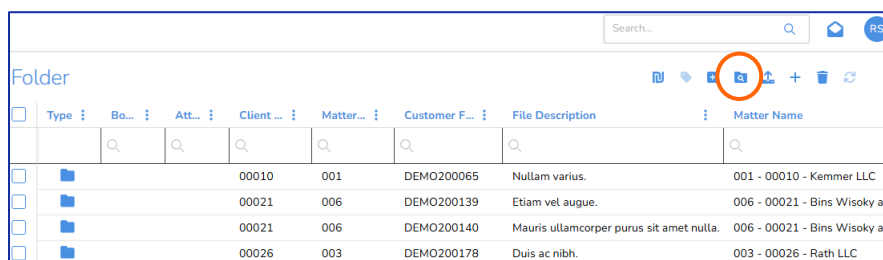 Search...
RS
Folder
Type Bo... Att... Client ... Matter... Customer F... File Description Matter Name
00010 001 DEMO200065 Nullam varius. 001 - 00010 - Kemmer LLC
00021 006 DEMO200139 Etiam vel augue. 006 - 00021 - Bins Wisoky a
00021 006 DEMO200140 Mauris ullamcorper purus sit amet nulla. 006 - 00021 - Bins Wisoky a
00026 003 DEMO200178 Duis ac nibh. 003 - 00026 - Rath LLC